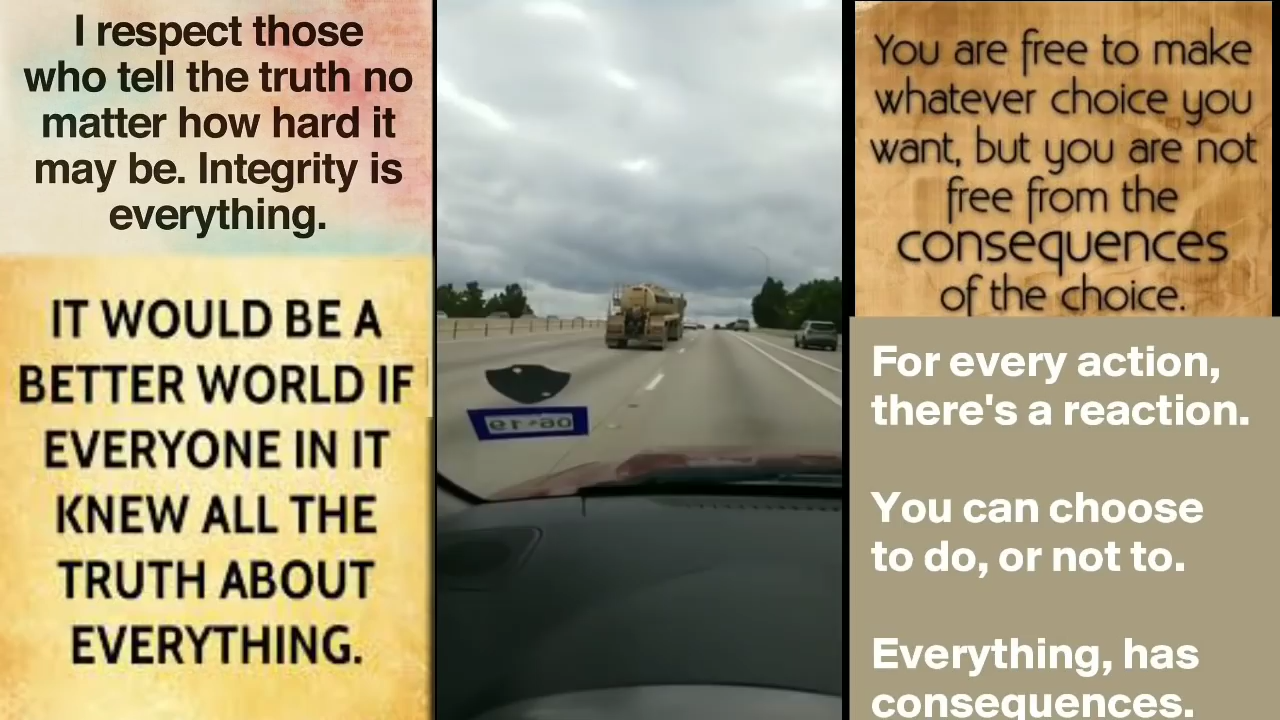 I respect those
who tell the truth no
matter how hard it
may be. Integrity is
everything.
IT WOULD BE A
BETTER WORLD IF
EVERYONE IN IT
KNEW ALL THE
TRUTH ABOUT
EVERYTHING.
06-19
You are free to make
whatever choice you
want, but you are not
free from the
consequences
of the choice.
For every action,
there's a reaction.
You can choose
to do, or not to.
Everything, has
consequences.